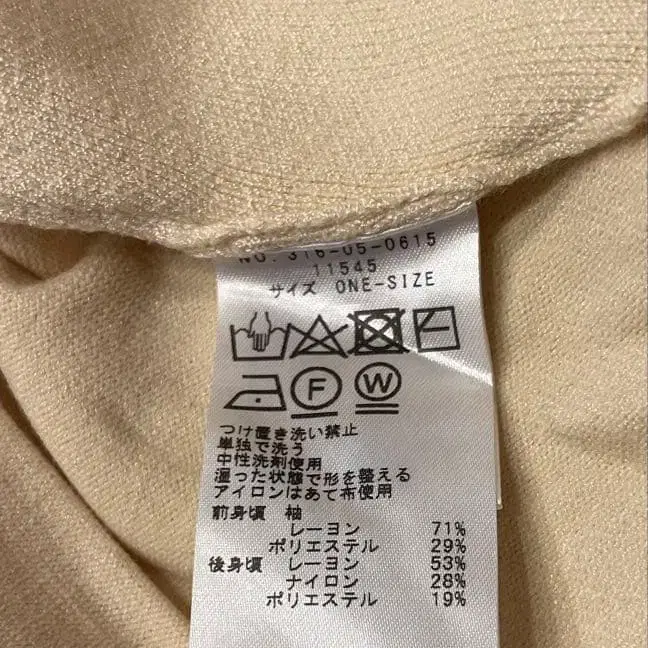 NO. 316-05-0615
11545
サイズ ONE-SIZE
F W
つけ置き洗い禁止
単独で洗う
中性洗剤使用
湿った状態で形を整える
アイロンはあて布使用
前身頃 袖
レーヨン 71%
ポリエステル 29%
後身頃 レーヨン 53%
ナイロン 28%
ポリエステル 19%